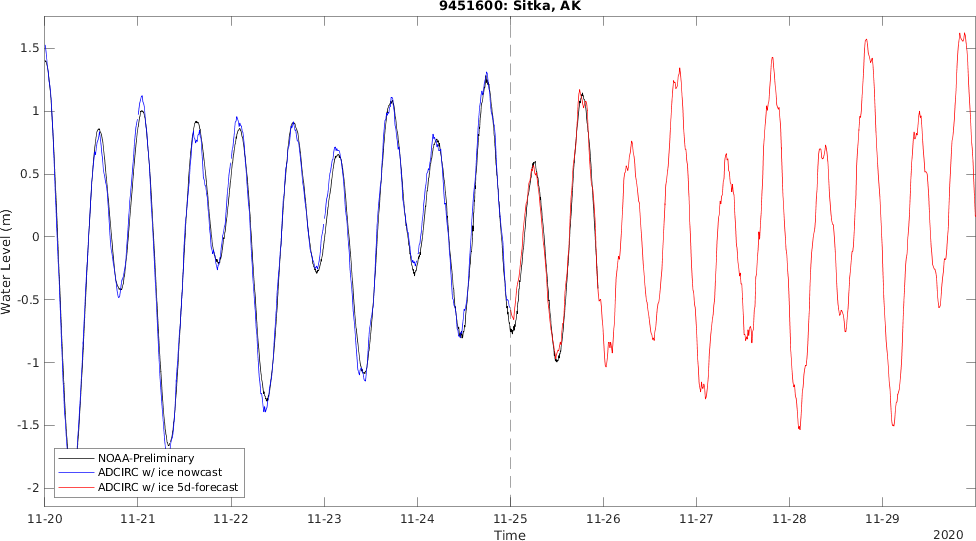 9451600: Sitka, AK
Water Level (m)
1.5
1
0.5
0
-0.5
-1
-1.5
-2
NOAA-Preliminary
ADCIRC w/ ice nowcast
ADCIRC w/ ice 5d-forecast
11-20 11-21 11-22 11-23 11-24 11-25 11-26 11-27 11-28 11-29
Time
2020